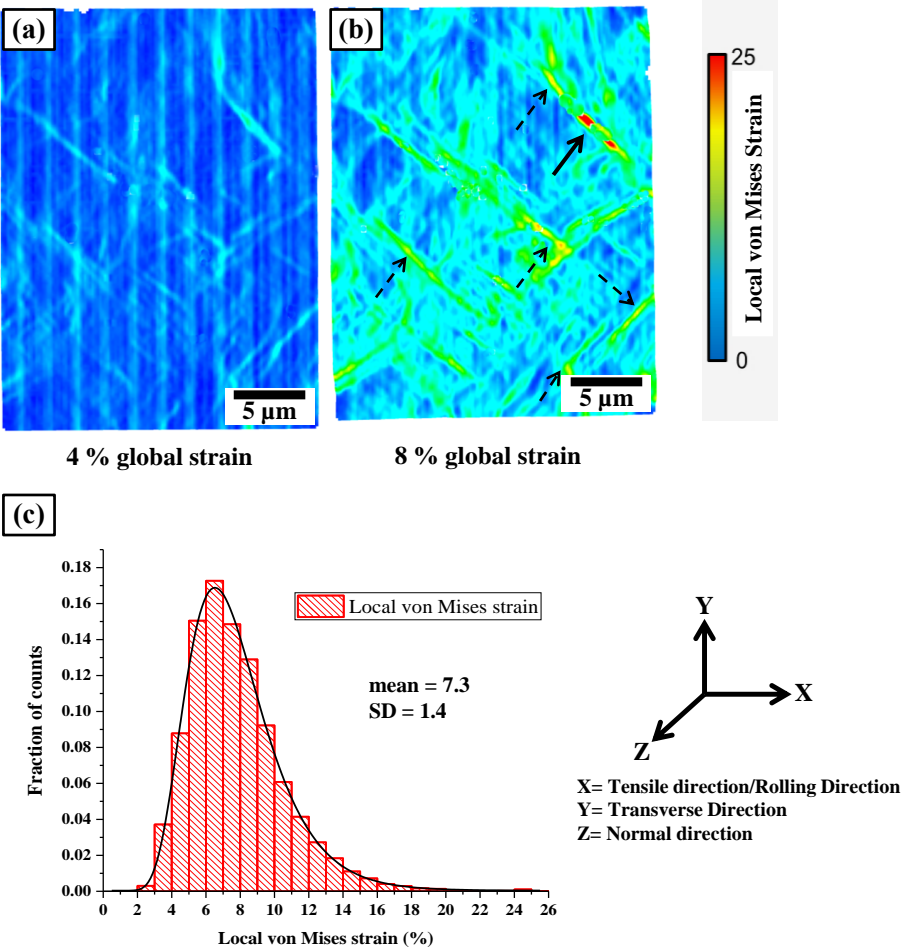 (a)
(b)
5 µm
5 µm
25
Local von Mises Strain
0
4 % global strain
8 % global strain
(c)
0.18
0.16
0.14
0.12
0.10
0.08
0.06
0.04
0.02
0.00
Fraction of counts
Local von Mises strain
mean = 7.3
SD = 1.4
0 2 4 6 8 10 12 14 16 18 20 22 24 26
Local von Mises strain (%)
Y
X
Z
X= Tensile direction/Rolling Direction
Y= Transverse Direction
Z= Normal direction